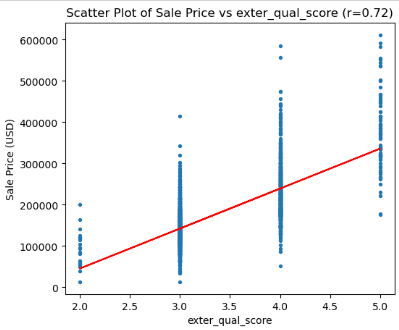 Scatter Plot of Sale Price vs exter_qual_score (r=0.72)
600000
500000
400000
300000
200000
100000
0
Sale Price (USD)
2.0 2.5 3.0 3.5 4.0 4.5 5.0
exter_qual_score